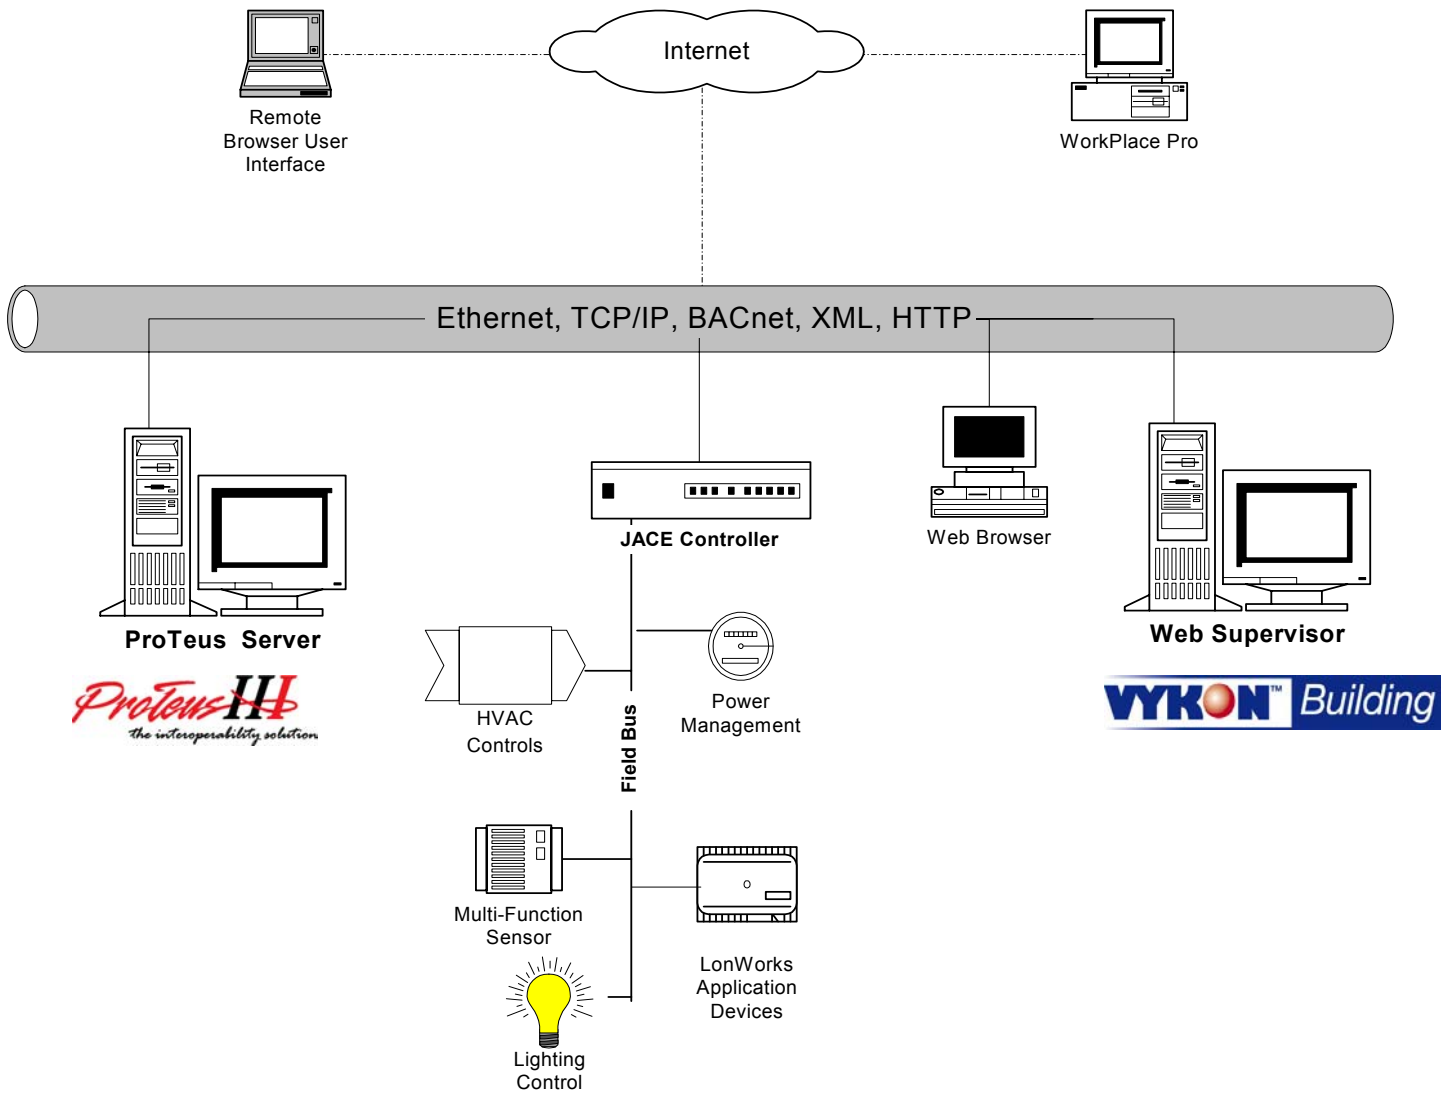 Internet
Remote
Browser User
Interface
WorkPlace Pro
Ethernet, TCP/IP, BACnet, XML, HTTP
JACE Controller
Web Browser
ProTeus Server
Web Supervisor
ProTeus III
the interoperability solution
VYKON™ Building
HVAC
Controls
Power
Management
Field Bus
Multi-Function
Sensor
LonWorks
Application
Devices
Lighting
Control